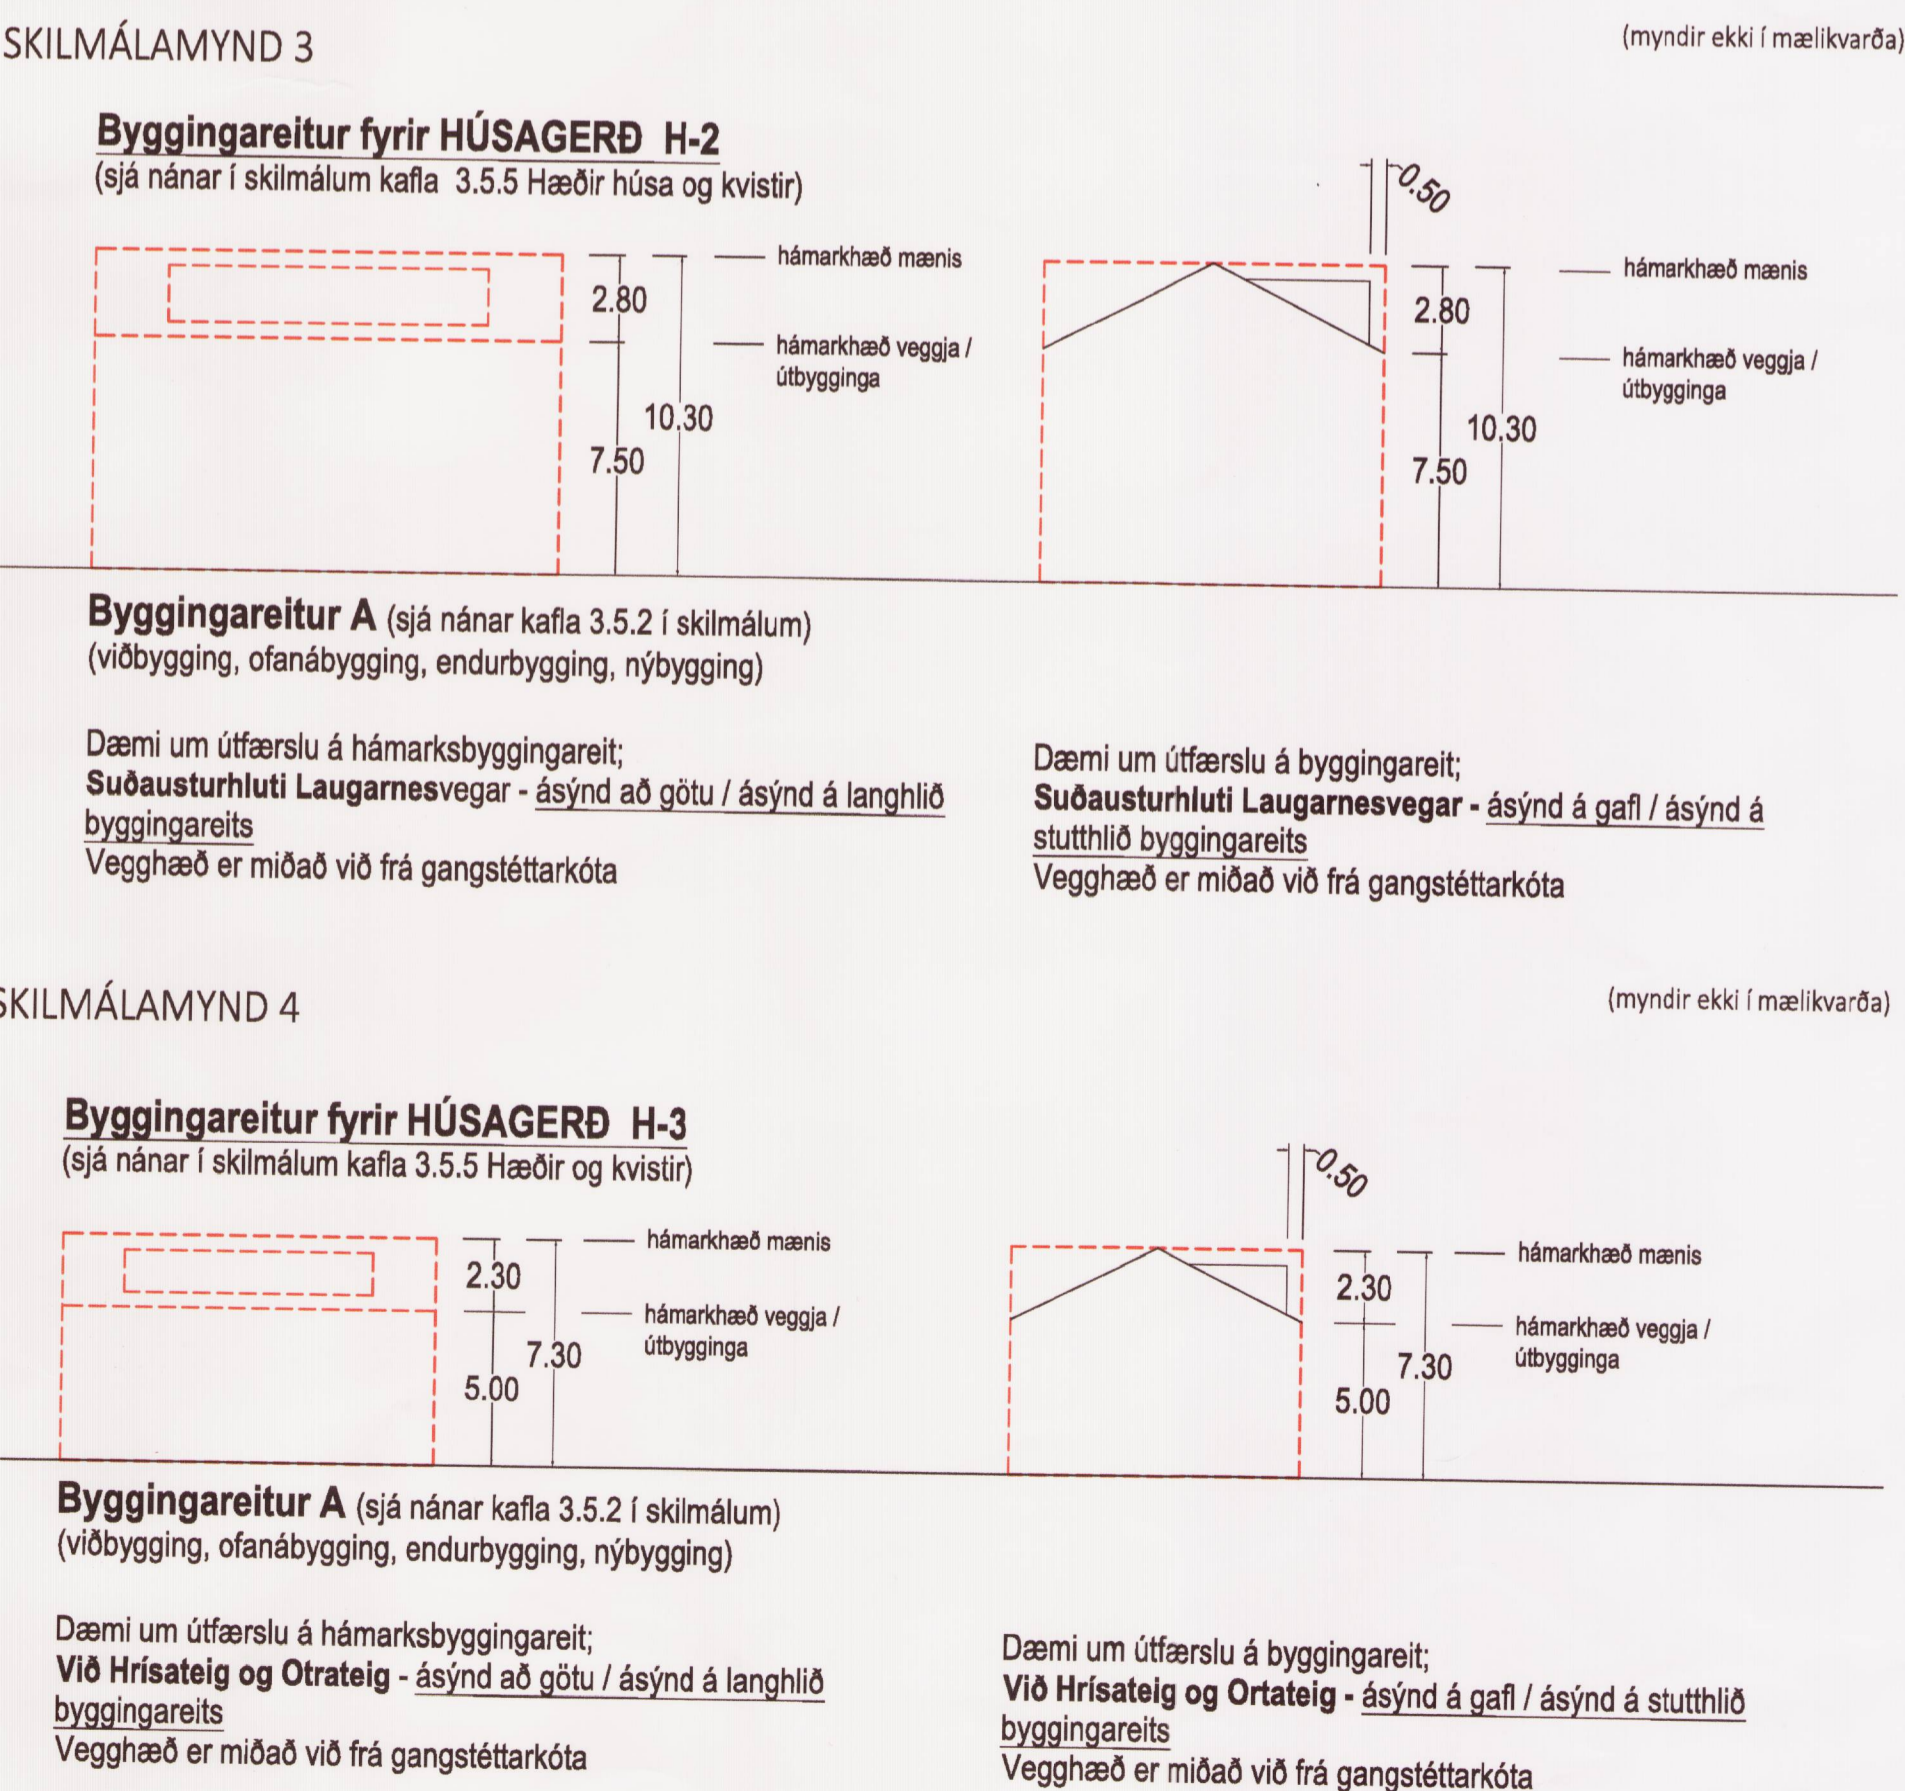 SKILMÁLAMYND 3
(myndir ekki í mælikvarða)
Byggingareitur fyrir HÚSAGERÐ H-2
(sjá nánar í skilmálum kafla 3.5.5 Hæðir húsa og kvistir)
hámarkhæð mænis
2.80
hámarkhæð veggja /
útbygginga
10.30
7.50
0.50
hámarkhæð mænis
2.80
hámarkhæð veggja /
útbygginga
10.30
7.50
Byggingareitur A (sjá nánar kafla 3.5.2 í skilmálum)
(viðbygging, ofanábygging, endurbygging, nýbygging)
Dæmi um útfærslu á hámarksbyggingareit;
Suðausturhluti Laugarnesvegar - ásýnd að götu / ásýnd á langhlið
byggingareits
Vegghæð er miðað við frá gangstéttarkóta
Dæmi um útfærslu á byggingareit;
Suðausturhluti Laugarnesvegar - ásýnd á gafl / ásýnd á
stutthlið byggingareits
Vegghæð er miðað við frá gangstéttarkóta
SKILMÁLAMYND 4
(myndir ekki í mælikvarða)
Byggingareitur fyrir HÚSAGERÐ H-3
(sjá nánar í skilmálum kafla 3.5.5 Hæðir og kvistir)
hámarkhæð mænis
2.30
hámarkhæð veggja /
útbygginga
7.30
5.00
0.50
hámarkhæð mænis
2.30
hámarkhæð veggja /
útbygginga
7.30
5.00
Byggingareitur A (sjá nánar kafla 3.5.2 í skilmálum)
(viðbygging, ofanábygging, endurbygging, nýbygging)
Dæmi um útfærslu á hámarksbyggingareit;
Við Hrísateig og Otrateig - ásýnd að götu / ásýnd á langhlið
byggingareits
Vegghæð er miðað við frá gangstéttarkóta
Dæmi um útfærslu á byggingareit;
Við Hrísateig og Ortateig - ásýnd á gafl / ásýnd á stutthlið
byggingareits
Vegghæð er miðað við frá gangstéttarkóta